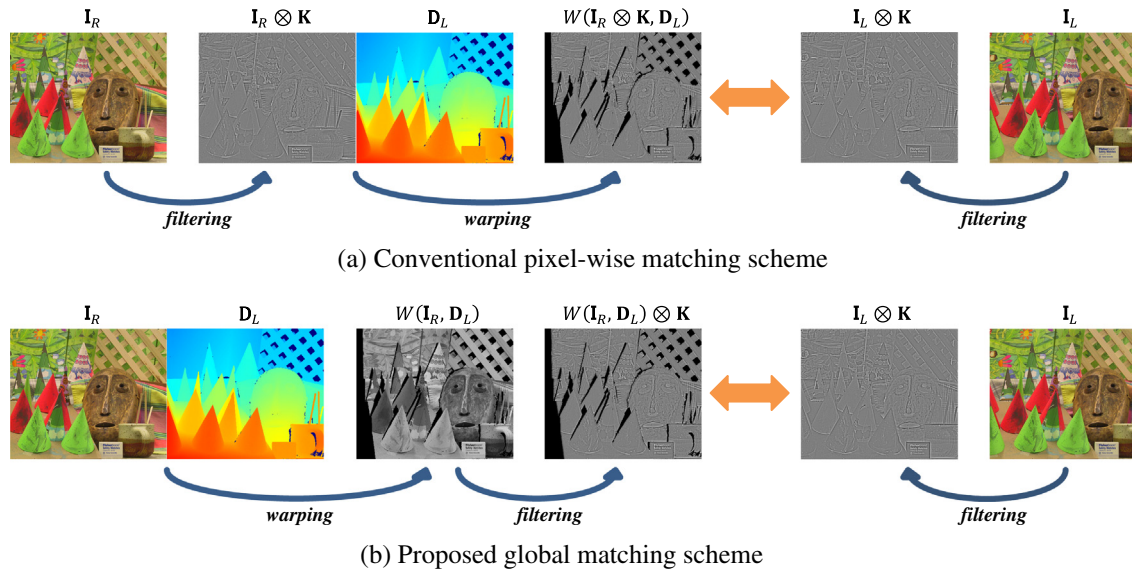 I_R I_R ⊗ K D_L W(I_R ⊗ K, D_L) I_L ⊗ K I_L
filtering warping filtering
(a) Conventional pixel-wise matching scheme
I_R D_L W(I_R, D_L) W(I_R, D_L) ⊗ K I_L ⊗ K I_L
warping filtering filtering
(b) Proposed global matching scheme